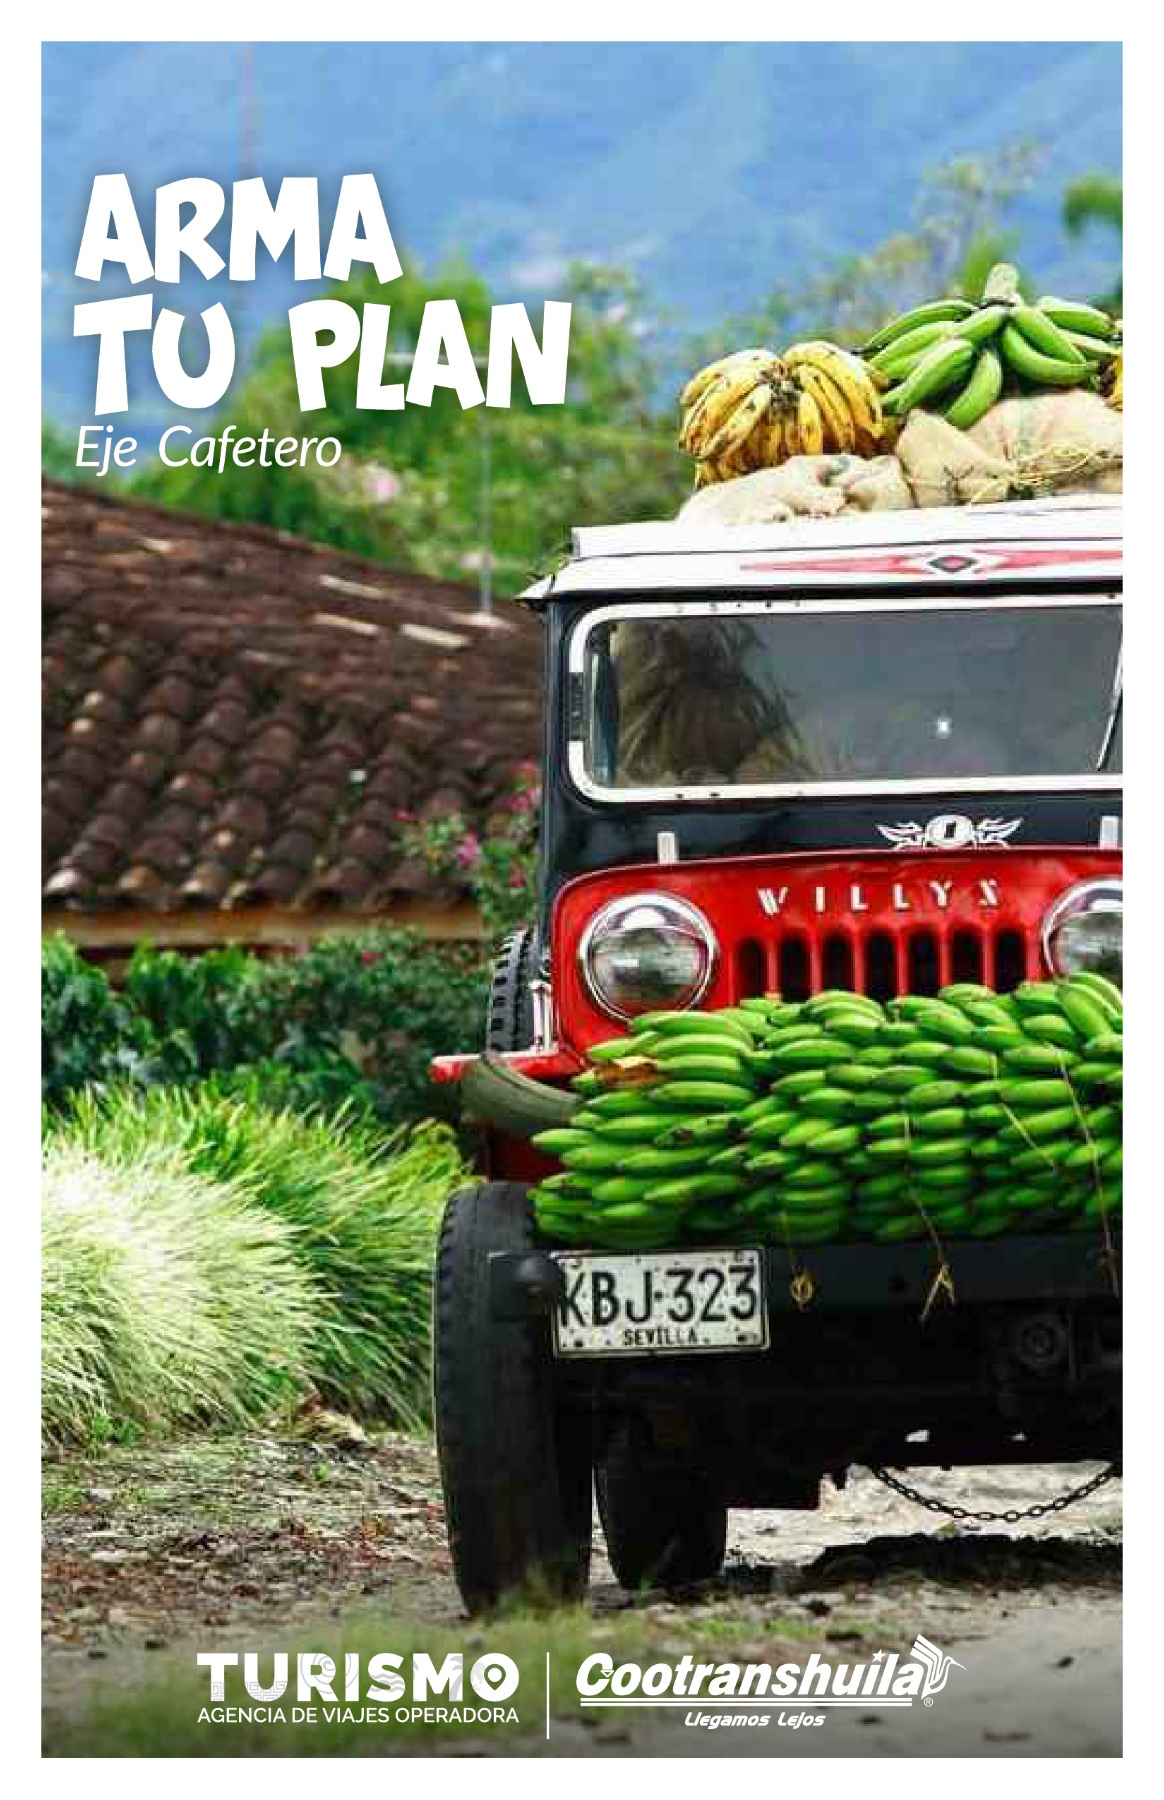 ARMA
TU PLAN
Eje Cafetero
WILLYS
KBJ·323
SEVILLA
TURISMO
AGENCIA DE VIAJES OPERADORA
Cootranshuila®
Llegamos Lejos